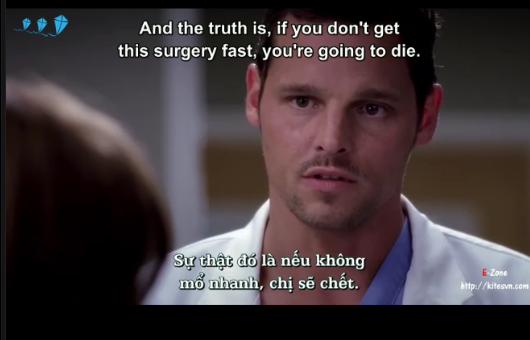 And the truth is, if you don't get
this surgery fast, you're going to die.
Sự thật đó là nếu không
mổ nhanh, chị sẽ chết.
E-Zone
http://kitesvn.com